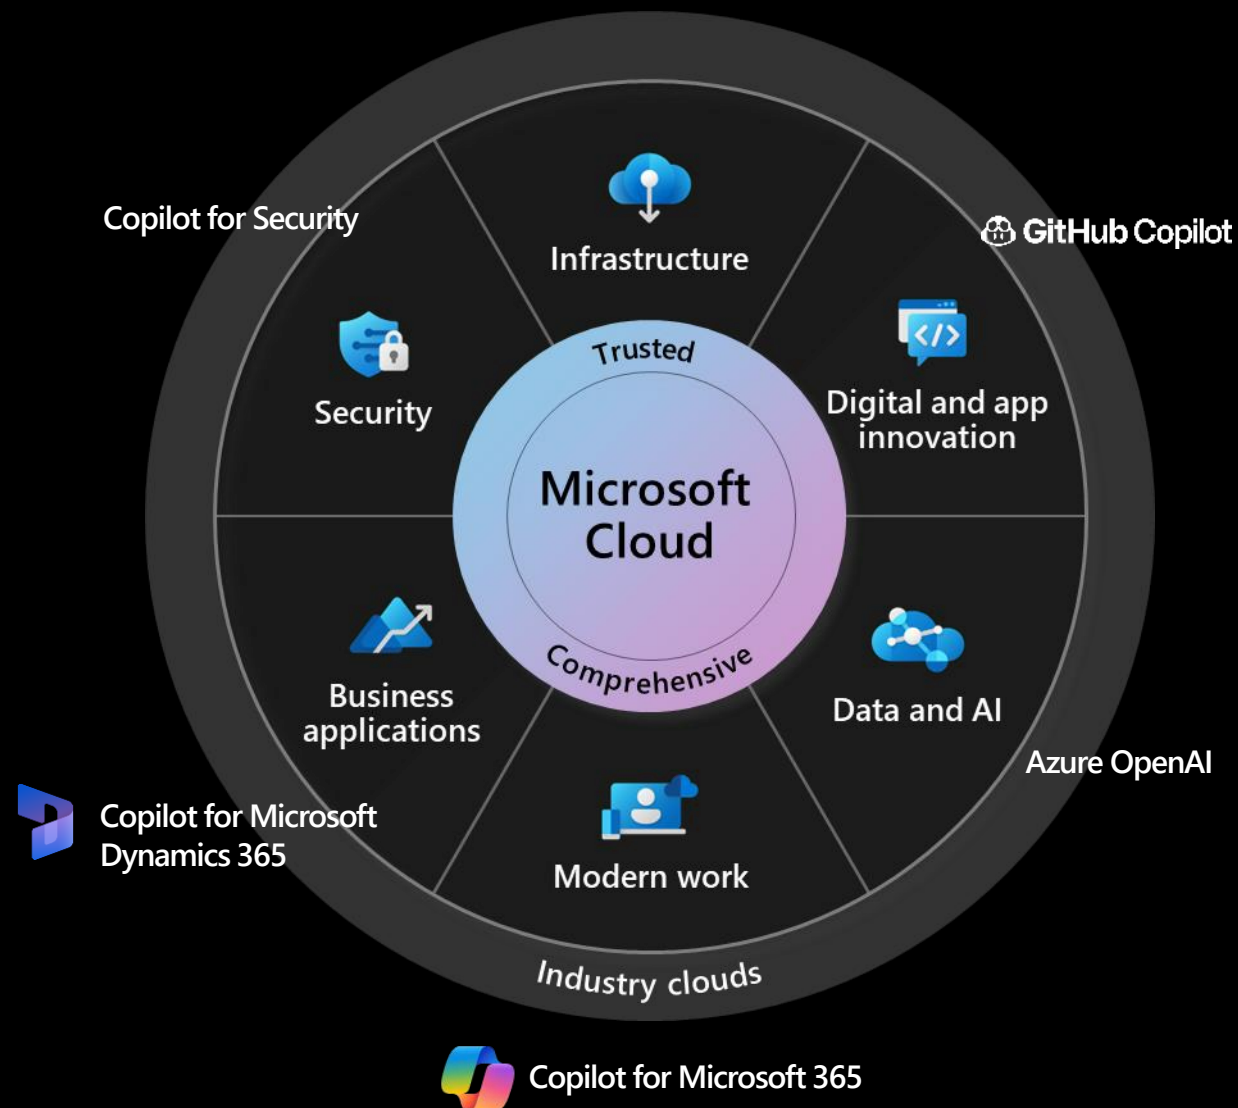 Copilot for Security
GitHub Copilot
Infrastructure
Security
Digital and app
innovation
Trusted
Microsoft
Cloud
Comprehensive
Business
applications
Data and AI
Azure OpenAI
Copilot for Microsoft
Dynamics 365
Modern work
Industry clouds
Copilot for Microsoft 365